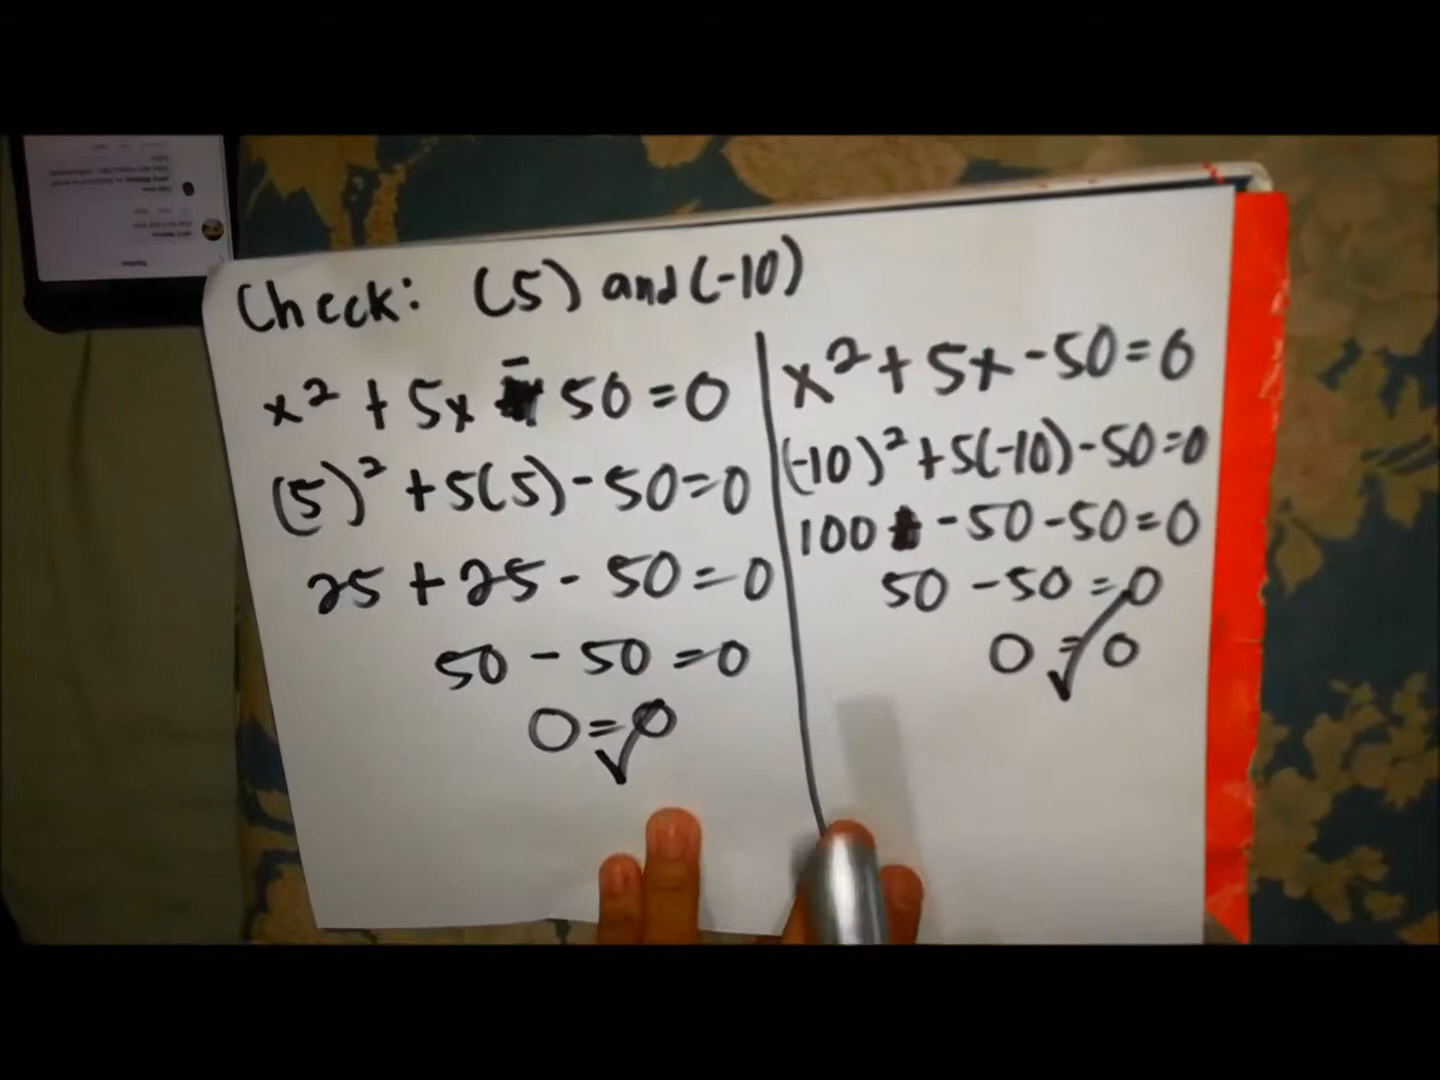 Check: (5) and (-10)
x² + 5x - 50 = 0
(5)² + 5(5) - 50 = 0
25 + 25 - 50 = 0
50 - 50 = 0
0 = 0
x² + 5x - 50 = 0
(-10)² + 5(-10) - 50 = 0
100 - 50 - 50 = 0
50 - 50 = 0
0 = 0